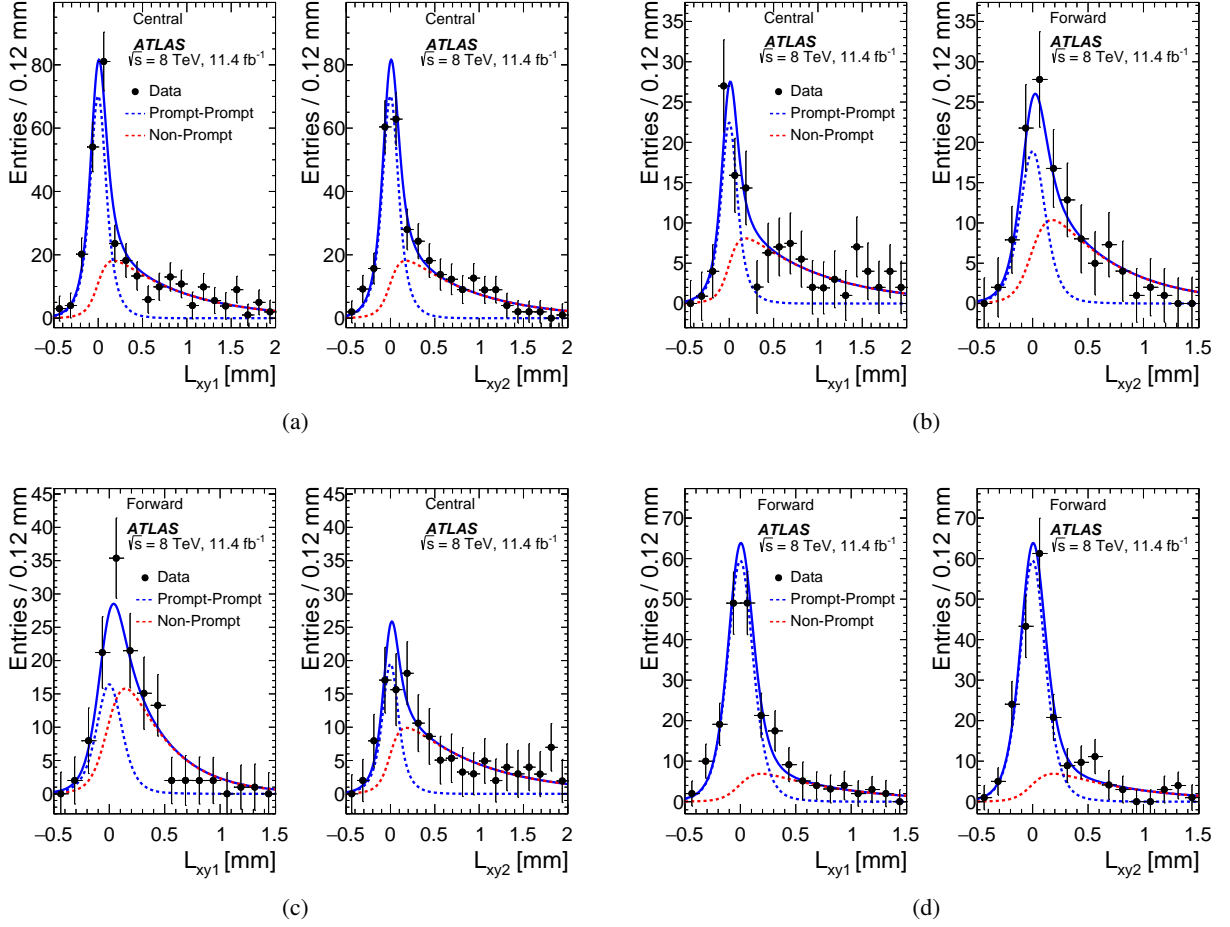 Central
ATLAS
√s = 8 TeV, 11.4 fb-1
Data
Prompt-Prompt
Non-Prompt
Entries / 0.12 mm
80
60
40
20
0
−0.5 0 0.5 1 1.5 2
Lxy1 [mm]
Central
ATLAS
√s = 8 TeV, 11.4 fb-1
Entries / 0.12 mm
80
60
40
20
0
−0.5 0 0.5 1 1.5 2
Lxy2 [mm]
(a)
Central
ATLAS
√s = 8 TeV, 11.4 fb-1
Data
Prompt-Prompt
Non-Prompt
Entries / 0.12 mm
35
30
25
20
15
10
5
0
−0.5 0 0.5 1 1.5 2
Lxy1 [mm]
Forward
ATLAS
√s = 8 TeV, 11.4 fb-1
Entries / 0.12 mm
35
30
25
20
15
10
5
0
−0.5 0 0.5 1 1.5
Lxy2 [mm]
(b)
Forward
ATLAS
√s = 8 TeV, 11.4 fb-1
Data
Prompt-Prompt
Non-Prompt
Entries / 0.12 mm
45
40
35
30
25
20
15
10
5
0
−0.5 0 0.5 1 1.5
Lxy1 [mm]
Central
ATLAS
√s = 8 TeV, 11.4 fb-1
Entries / 0.12 mm
45
40
35
30
25
20
15
10
5
0
−0.5 0 0.5 1 1.5 2
Lxy2 [mm]
(c)
Forward
ATLAS
√s = 8 TeV, 11.4 fb-1
Data
Prompt-Prompt
Non-Prompt
Entries / 0.12 mm
70
60
50
40
30
20
10
0
−0.5 0 0.5 1 1.5
Lxy1 [mm]
Forward
ATLAS
√s = 8 TeV, 11.4 fb-1
Entries / 0.12 mm
70
60
50
40
30
20
10
0
−0.5 0 0.5 1 1.5
Lxy2 [mm]
(d)